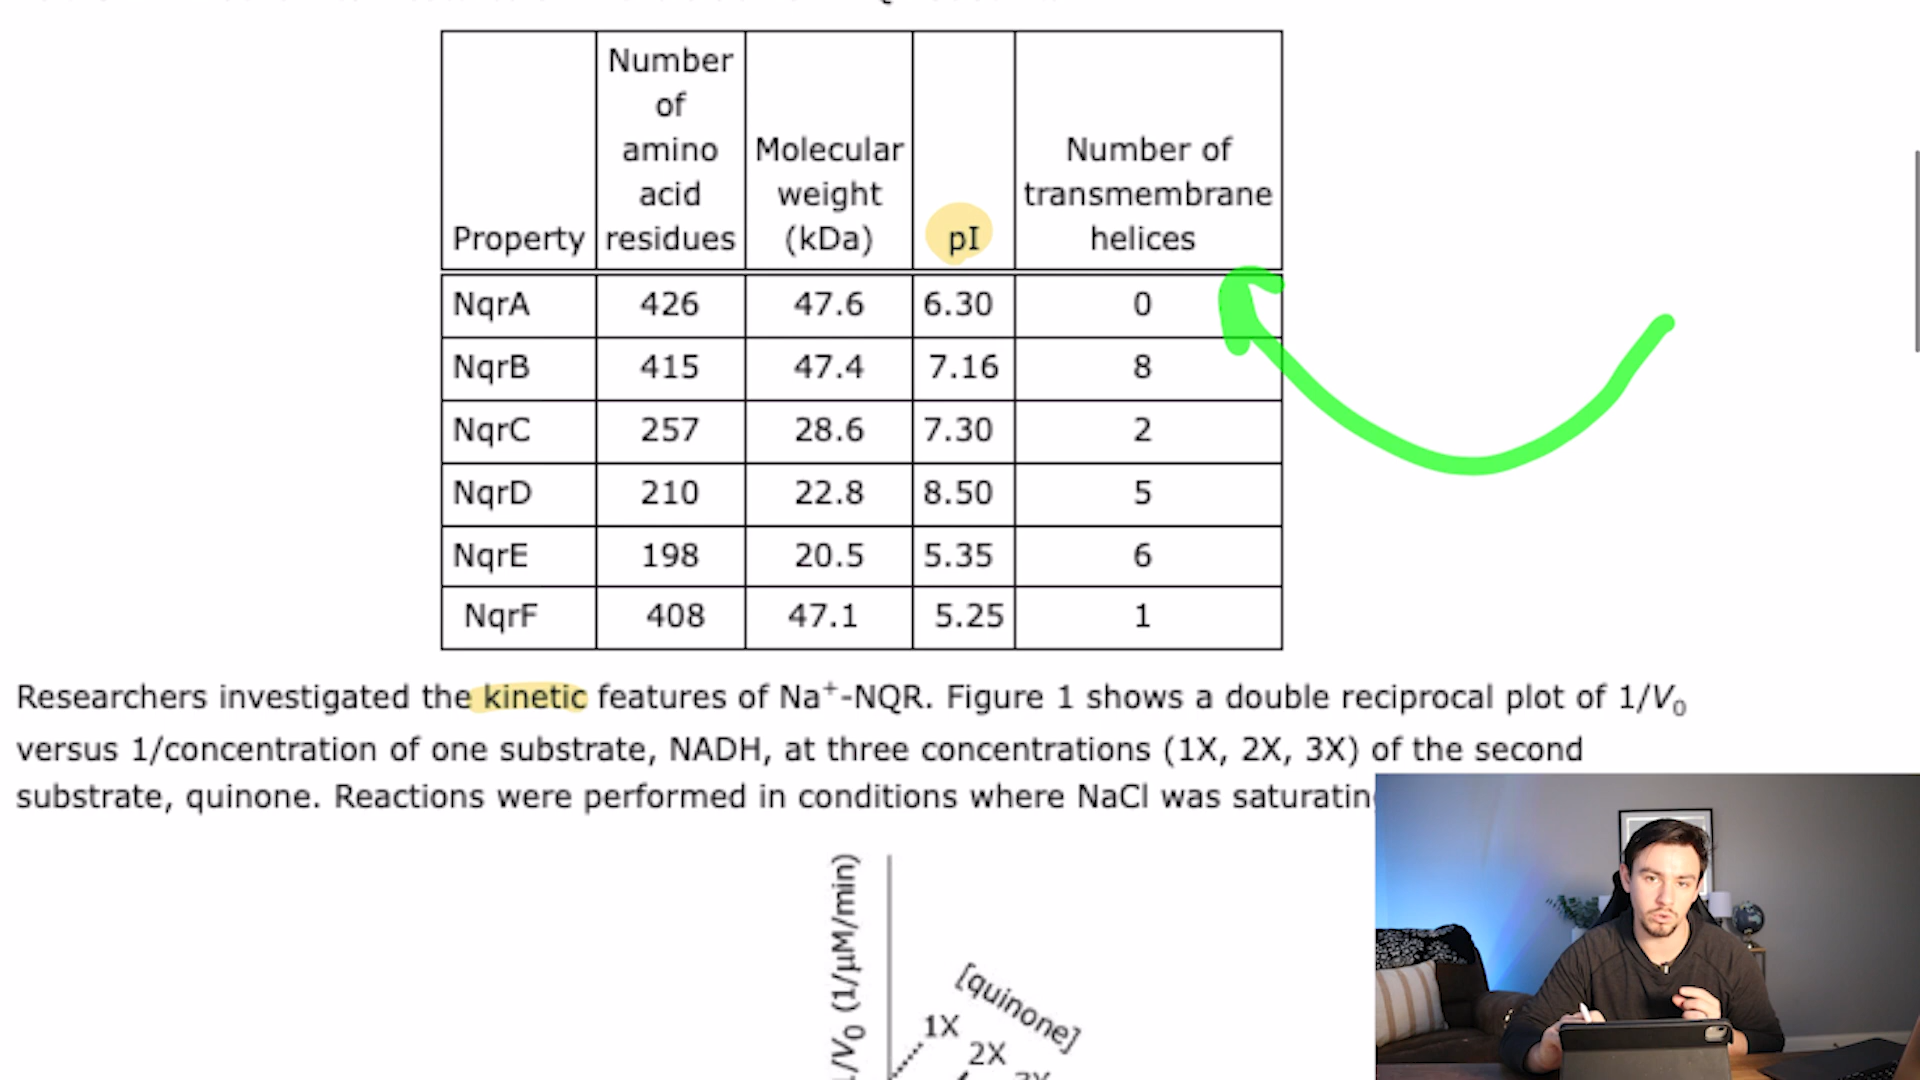 Property | Number of amino acid residues | Molecular weight (kDa) | pI | Number of transmembrane helices
NqrA | 426 | 47.6 | 6.30 | 0
NqrB | 415 | 47.4 | 7.16 | 8
NqrC | 257 | 28.6 | 7.30 | 2
NqrD | 210 | 22.8 | 8.50 | 5
NqrE | 198 | 20.5 | 5.35 | 6
NqrF | 408 | 47.1 | 5.25 | 1
Researchers investigated the kinetic features of Na⁺-NQR. Figure 1 shows a double reciprocal plot of 1/V₀
versus 1/concentration of one substrate, NADH, at three concentrations (1X, 2X, 3X) of the second
substrate, quinone. Reactions were performed in conditions where NaCl was
/V₀ (1/μM/min)
[quinone]
1X
2X